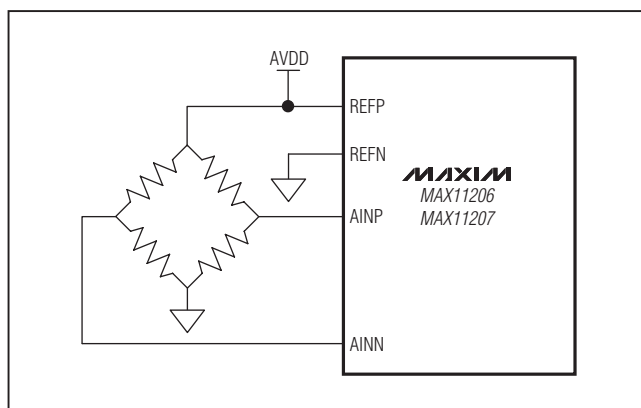 AVDD
REFP
REFN
MAXIM
MAX11206
MAX11207
AINP
AINN